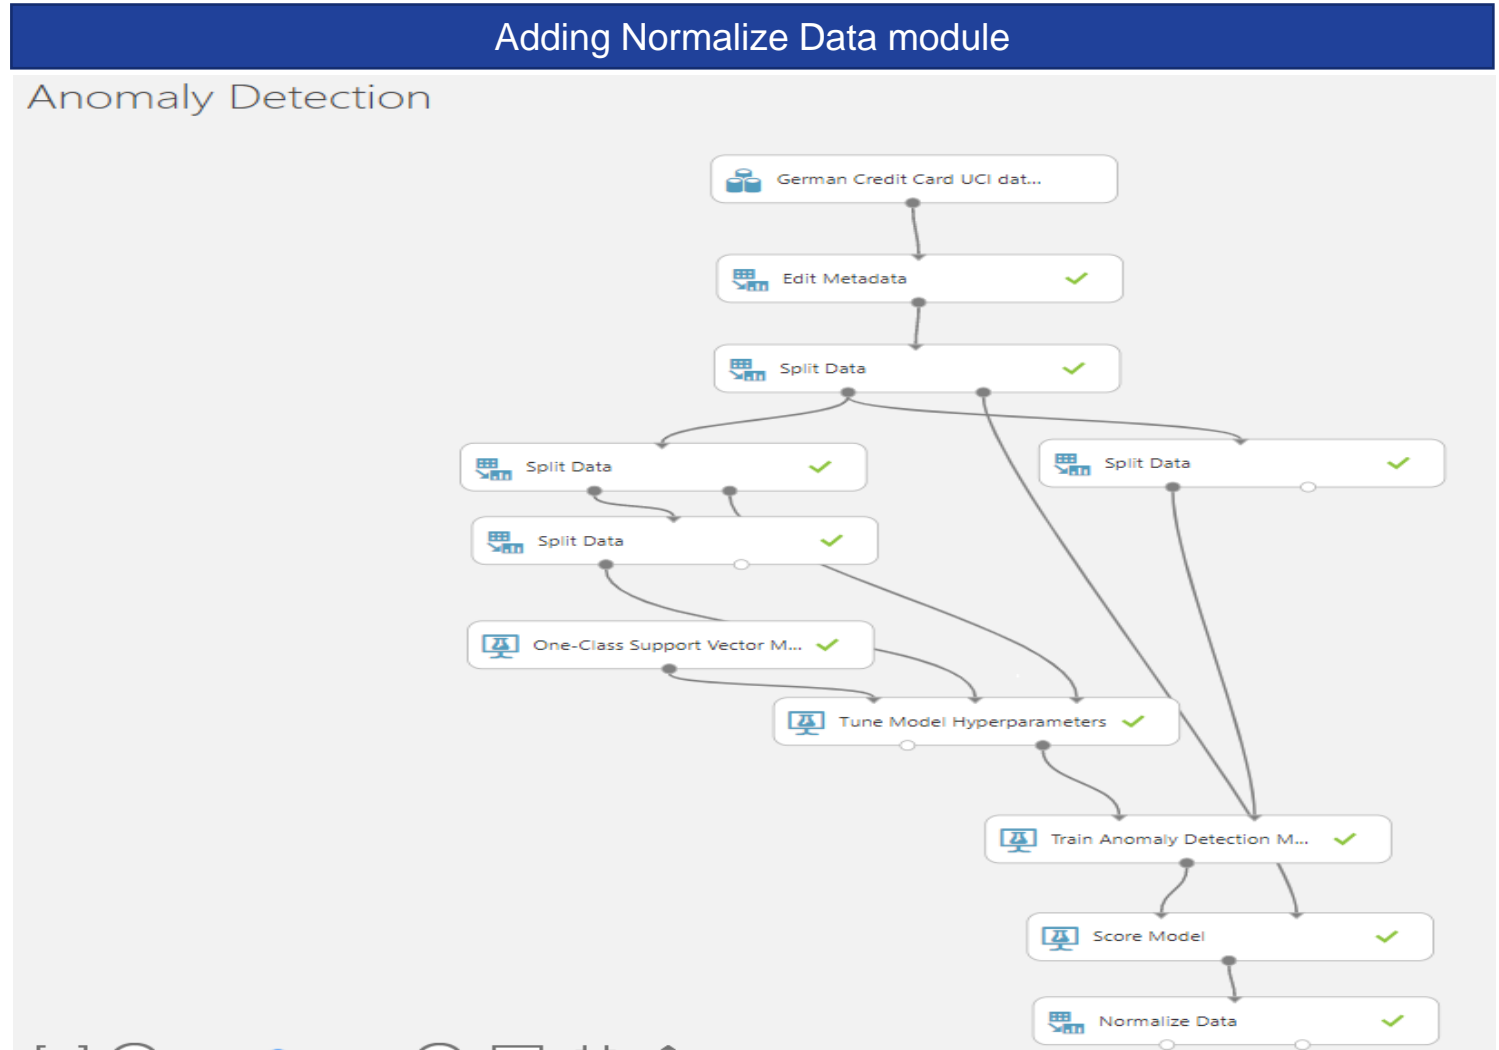 Adding Normalize Data module
Anomaly Detection
German Credit Card UCI dat...
Edit Metadata
Split Data
Split Data
Split Data
Split Data
One-Class Support Vector M...
Tune Model Hyperparameters
Train Anomaly Detection M...
Score Model
Normalize Data